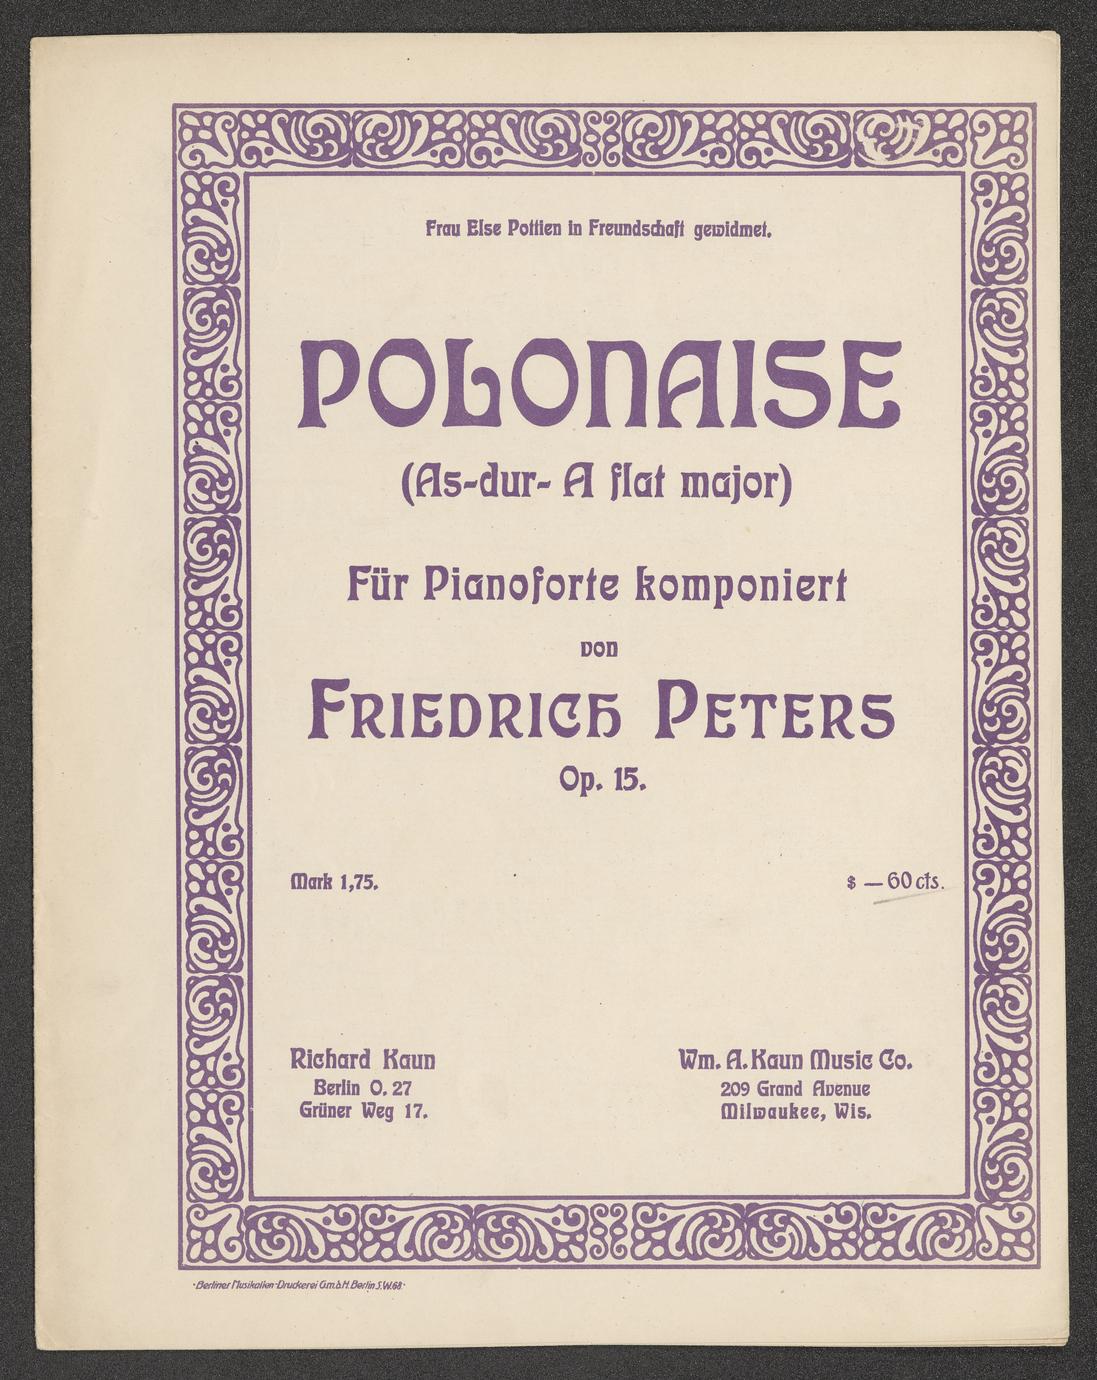 Frau Else Pottien in Freundschaft gewidmet.
POLONAISE
(As-dur- A flat major)
Für Pianoforte komponiert
von
FRIEDRICH PETERS
Op. 15.
Mark 1,75.
$ — 60 cts.
Richard Kaun
Berlin O. 27
Grüner Weg 17.
Wm. A. Kaun Music Co.
209 Grand Avenue
Milwaukee, Wis.
·Berliner Musikalien-Druckerei G.m.b.H. Berlin S.W.68·